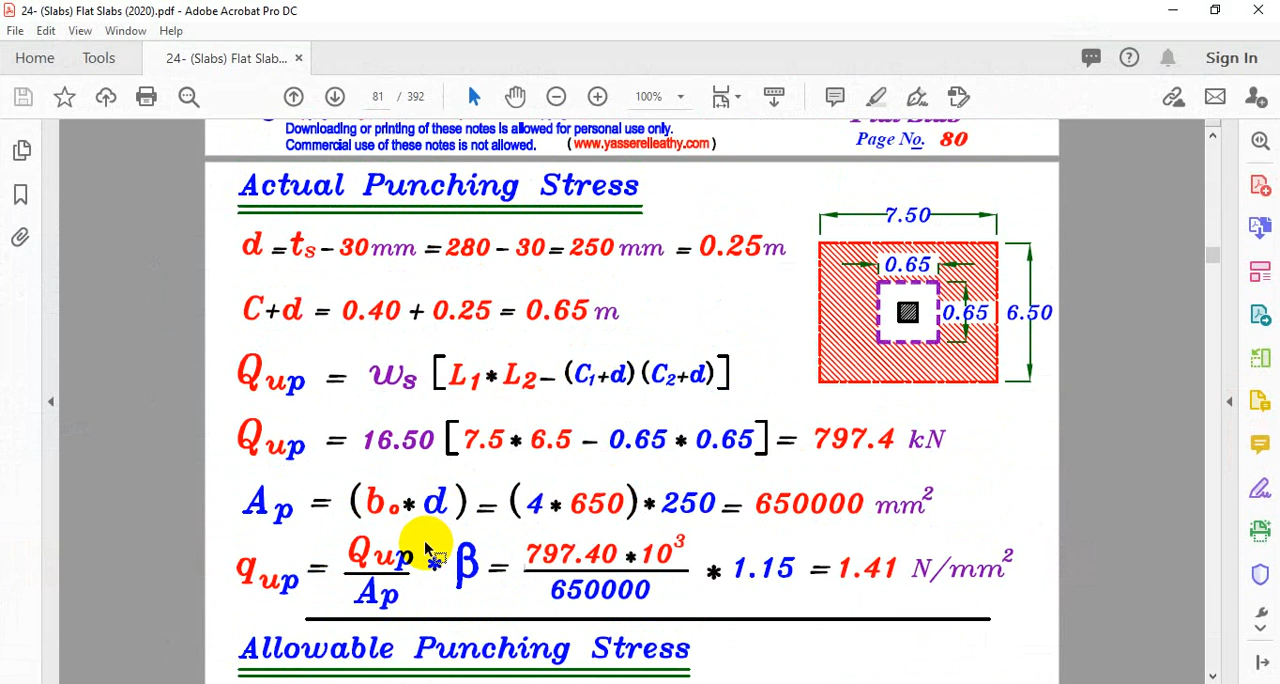 24- (Slabs) Flat Slabs (2020).pdf - Adobe Acrobat Pro DC
File Edit View Window Help
Home Tools 24- (Slabs) Flat Slab... × Sign In
81 / 392 100%
Downloading or printing of these notes is allowed for personal use only.
Commercial use of these notes is not allowed. (www.yasserelleathy.com)
Page No. 80
Actual Punching Stress
d = ts - 30 mm = 280 - 30 = 250 mm = 0.25 m
C+d = 0.40 + 0.25 = 0.65 m
7.50
0.65
0.65 6.50
Qup = ws [L1 * L2 - (C1+d) (C2+d)]
Qup = 16.50 [7.5 * 6.5 - 0.65 * 0.65] = 797.4 kN
Ap = (bo * d) = (4 * 650) * 250 = 650000 mm²
qup = Qup / Ap * β = 797.40 * 10³ / 650000 * 1.15 = 1.41 N/mm²
Allowable Punching Stress